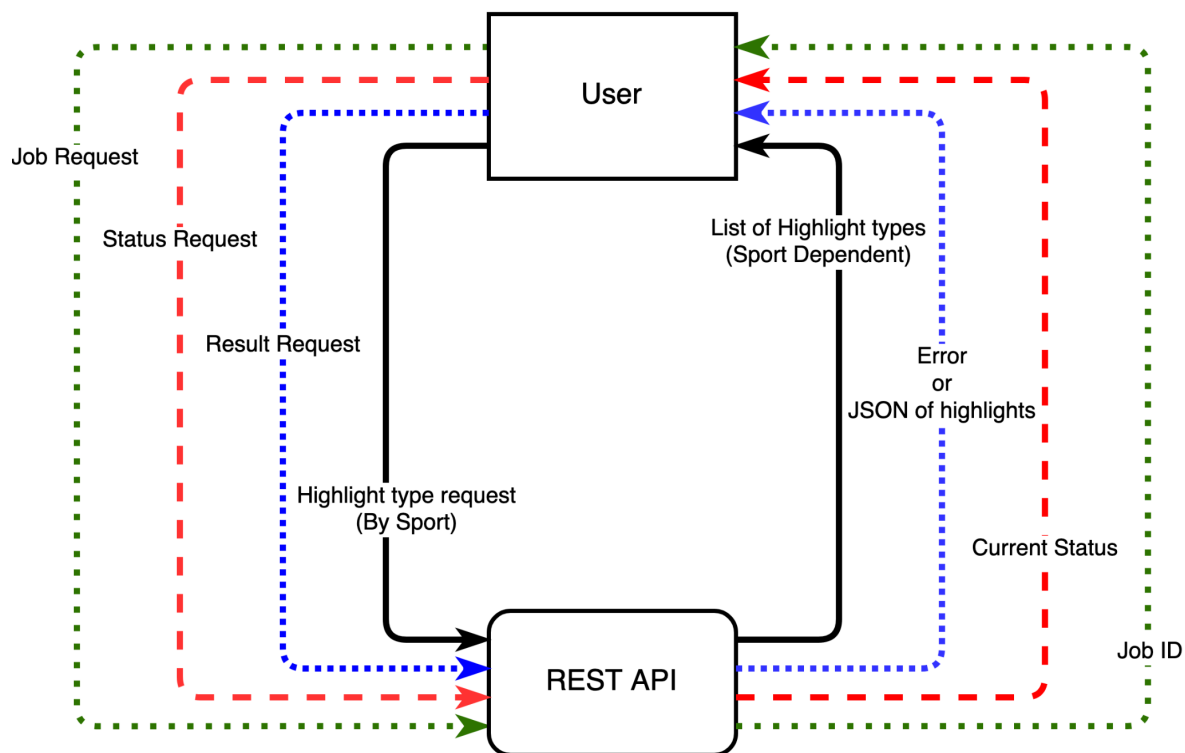 User
Job Request
Status Request
List of Highlight types
(Sport Dependent)
Result Request
Error
or
JSON of highlights
Highlight type request
(By Sport)
Current Status
Job ID
REST API